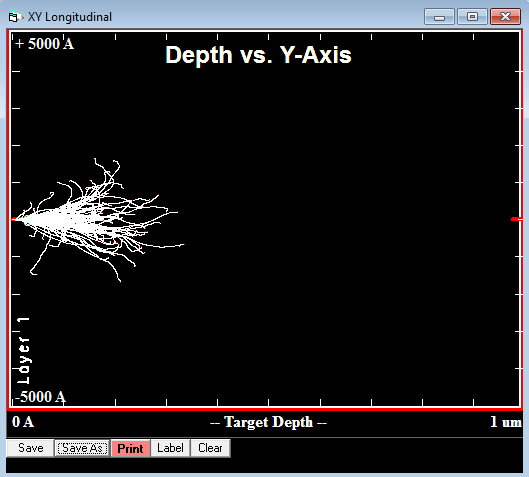 XY Longitudinal
+ 5000 A
Depth vs. Y-Axis
Layer 1
-5000 A
0 A
-- Target Depth --
1 um
Save
Save As
Print
Label
Clear